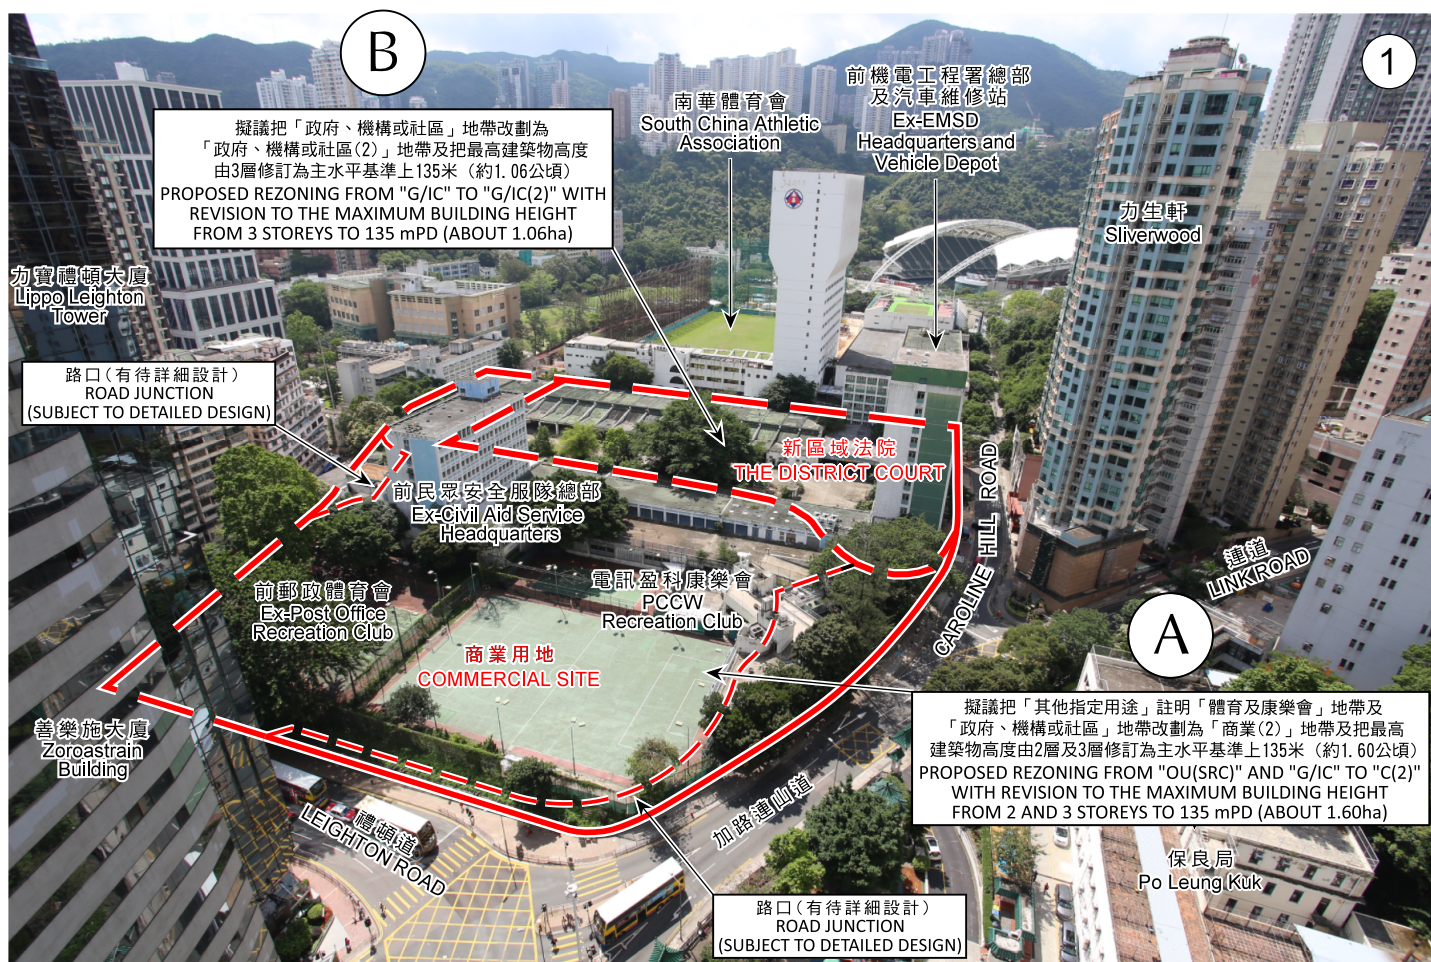 B
1
擬議把「政府、機構或社區」地帶改劃為
「政府、機構或社區(2)」地帶及把最高建築物高度
由3層修訂為主水平基準上135米（約1.06公頃）
PROPOSED REZONING FROM "G/IC" TO "G/IC(2)" WITH
REVISION TO THE MAXIMUM BUILDING HEIGHT
FROM 3 STOREYS TO 135 mPD (ABOUT 1.06ha)
南華體育會
South China Athletic
Association
前機電工程署總部
及汽車維修站
Ex-EMSD
Headquarters and
Vehicle Depot
力生軒
Sliverwood
力寶禮頓大廈
Lippo Leighton
Tower
路口(有待詳細設計)
ROAD JUNCTION
(SUBJECT TO DETAILED DESIGN)
新區域法院
THE DISTRICT COURT
前民眾安全服隊總部
Ex-Civil Aid Service
Headquarters
CAROLINE HILL ROAD
連道
LINK ROAD
前郵政體育會
Ex-Post Office
Recreation Club
電訊盈科康樂會
PCCW
Recreation Club
商業用地
COMMERCIAL SITE
A
擬議把「其他指定用途」註明「體育及康樂會」地帶及
「政府、機構或社區」地帶改劃為「商業(2)」地帶及把最高
建築物高度由2層及3層修訂為主水平基準上135米（約1.60公頃）
PROPOSED REZONING FROM "OU(SRC)" AND "G/IC" TO "C(2)"
WITH REVISION TO THE MAXIMUM BUILDING HEIGHT
FROM 2 AND 3 STOREYS TO 135 mPD (ABOUT 1.60ha)
善樂施大廈
Zoroastrain
Building
禮頓道
LEIGHTON ROAD
加路連山道
保良局
Po Leung Kuk
路口(有待詳細設計)
ROAD JUNCTION
(SUBJECT TO DETAILED DESIGN)